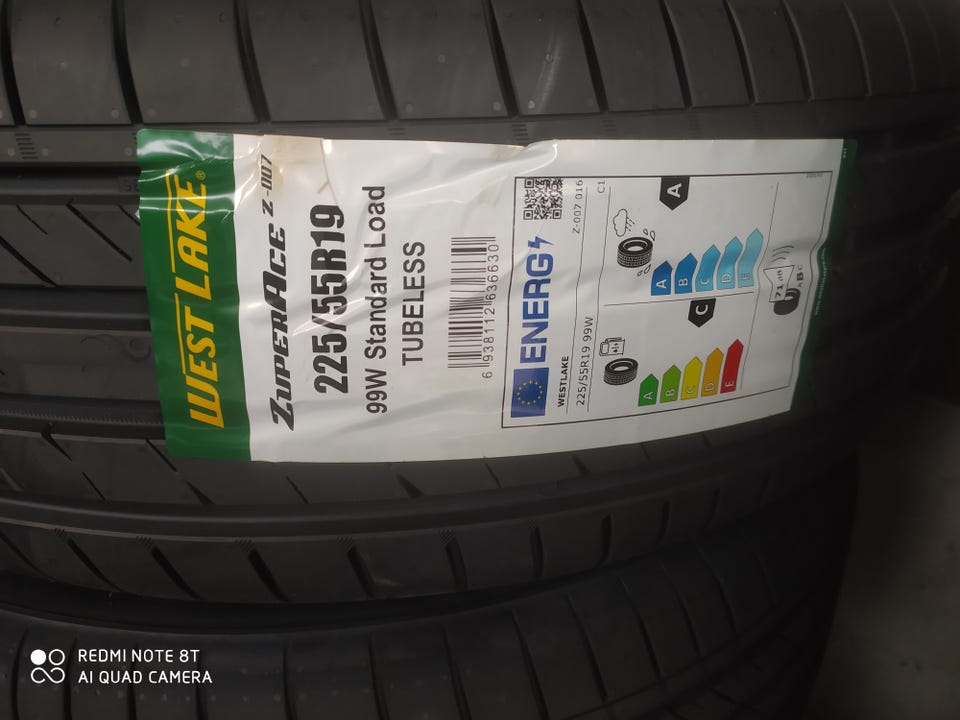 WEST LAKE®
ZUPERACE Z-007
225/55R19
99W Standard Load
TUBELESS
6 938112 636630
ENERG
WESTLAKE
225/55R19 99W
Z-007 016
C1
A
B
C
D
E
C
A
B
C
D
E
A
71 dB
ABC
REDMI NOTE 8T
AI QUAD CAMERA